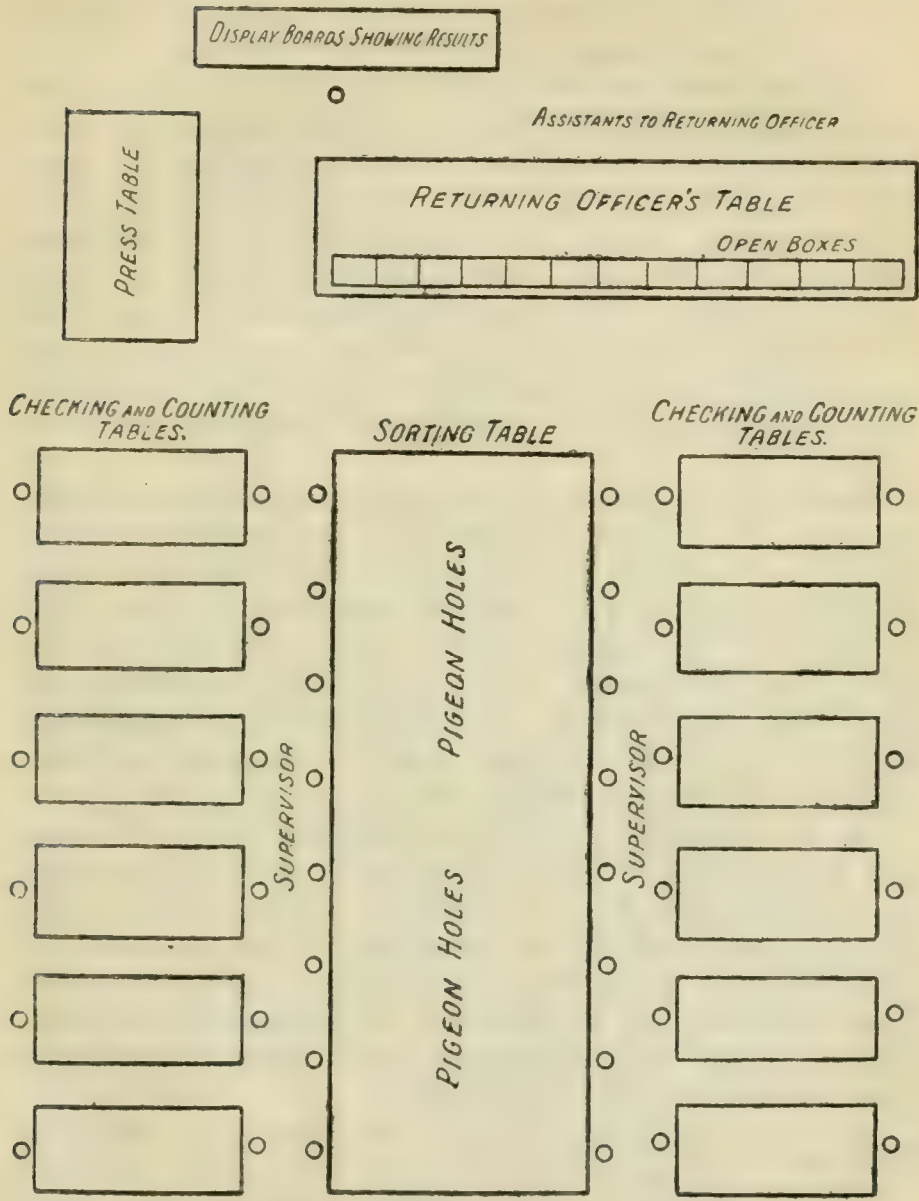 DISPLAY BOARDS SHOWING RESULTS
ASSISTANTS TO RETURNING OFFICER
PRESS TABLE
RETURNING OFFICER'S TABLE
OPEN BOXES
CHECKING AND COUNTING
TABLES.
SORTING TABLE
CHECKING AND COUNTING
TABLES.
SUPERVISOR
PIGEON HOLES
PIGEON HOLES
SUPERVISOR